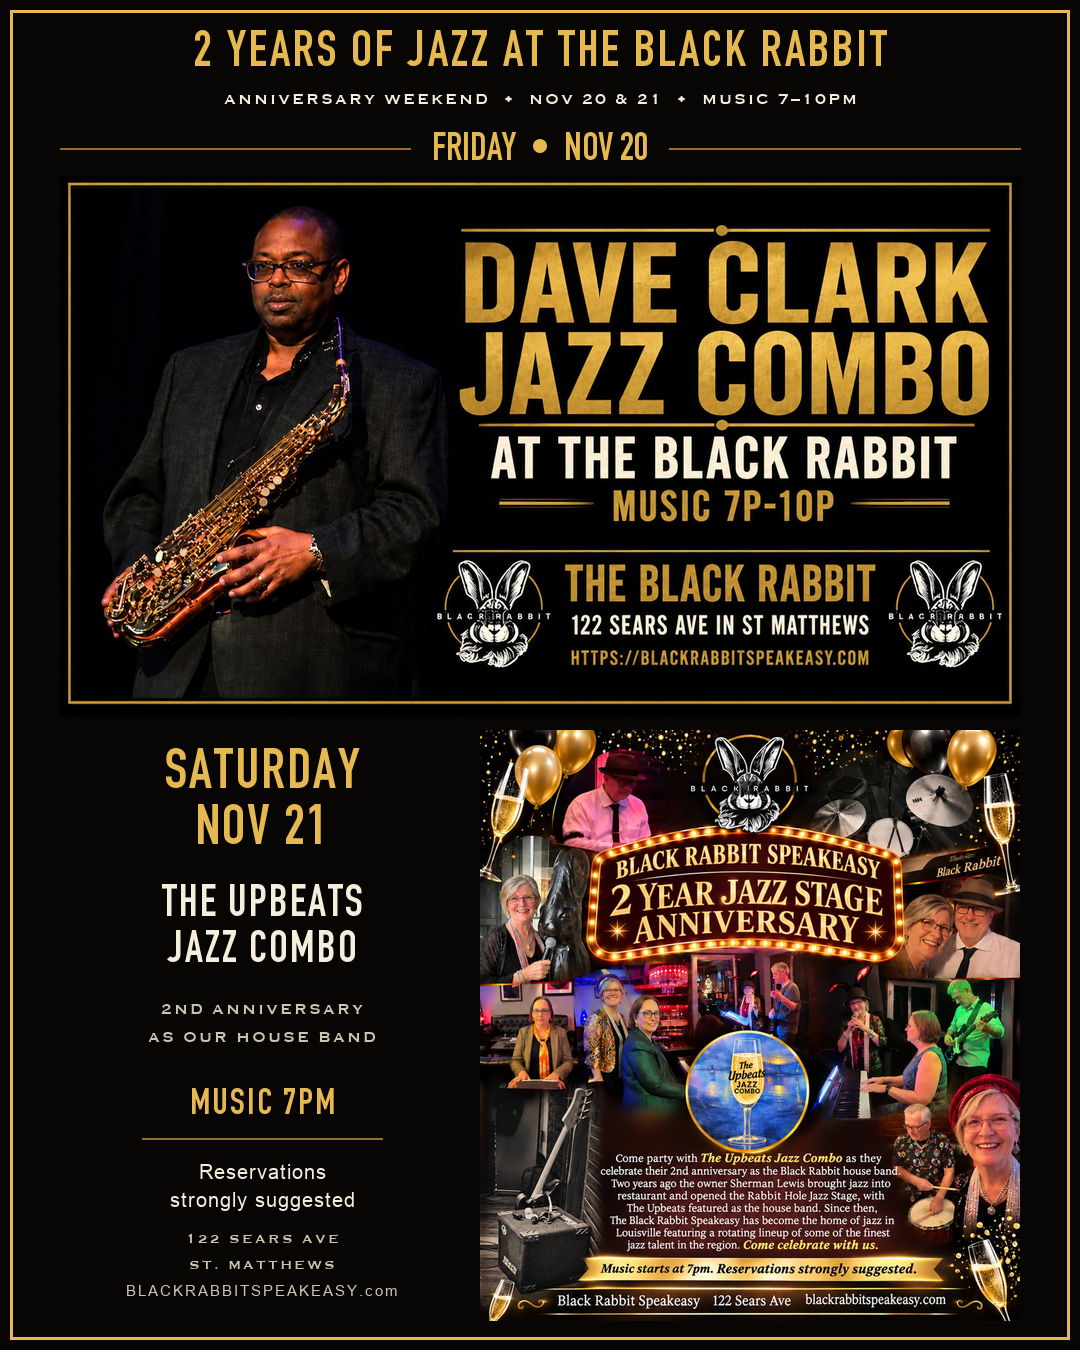 2 YEARS OF JAZZ AT THE BLACK RABBIT
ANNIVERSARY WEEKEND ✦ NOV 20 & 21 ✦ MUSIC 7–10PM
FRIDAY • NOV 20
DAVE CLARK
JAZZ COMBO
AT THE BLACK RABBIT
MUSIC 7P-10P
THE BLACK RABBIT
122 SEARS AVE IN ST MATTHEWS
HTTPS://BLACKRABBITSPEAKEASY.COM
BLACK RABBIT
BLACK RABBIT
SATURDAY
NOV 21
THE UPBEATS
JAZZ COMBO
2ND ANNIVERSARY
AS OUR HOUSE BAND
MUSIC 7PM
Reservations
strongly suggested
122 SEARS AVE
ST. MATTHEWS
BLACKRABBITSPEAKEASY.com
BLACK RABBIT
BLACK RABBIT SPEAKEASY
2 YEAR JAZZ STAGE
ANNIVERSARY
Black Rabbit
The
Upbeats
JAZZ
COMBO
Come party with The Upbeats Jazz Combo as they
celebrate their 2nd anniversary as the Black Rabbit house band.
Two years ago the owner Sherman Lewis brought jazz into
restaurant and opened the Rabbit Hole Jazz Stage, with
The Upbeats featured as the house band. Since then,
The Black Rabbit Speakeasy has become the home of jazz in
Louisville featuring a rotating lineup of some of the finest
jazz talent in the region. Come celebrate with us.
Music starts at 7pm. Reservations strongly suggested.
Black Rabbit Speakeasy 122 Sears Ave blackrabbitspeakeasy.com